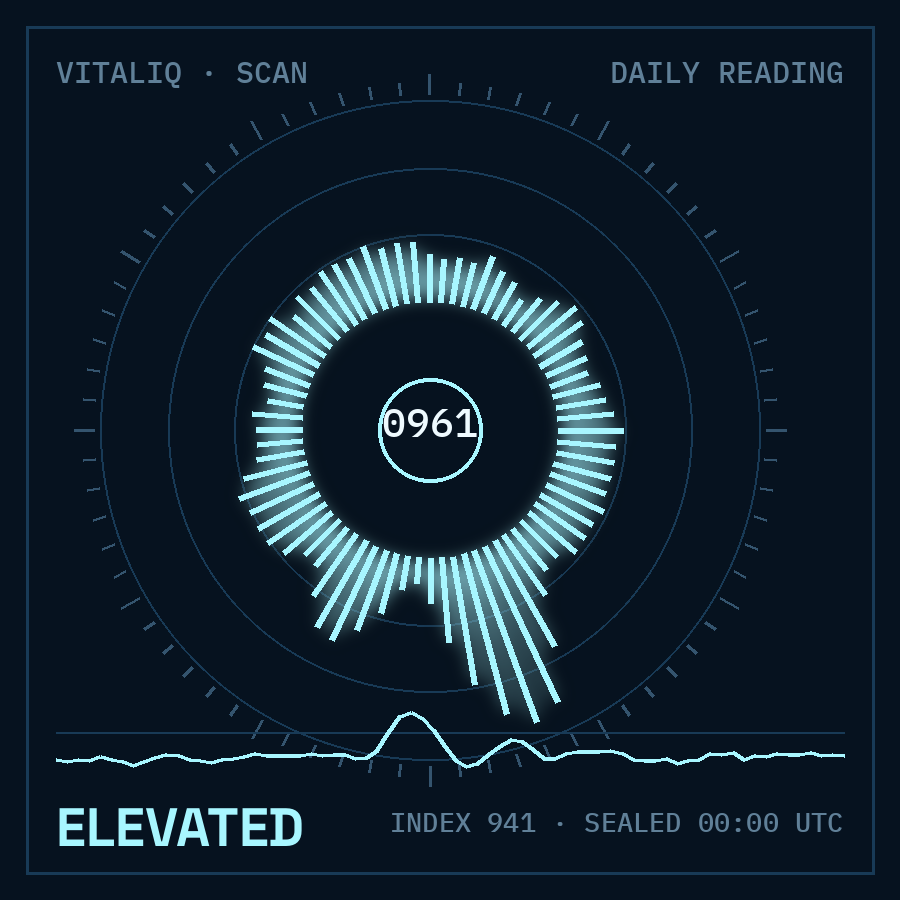 VITALIQ · SCAN
DAILY READING
0961
ELEVATED
INDEX 941 · SEALED 00:00 UTC